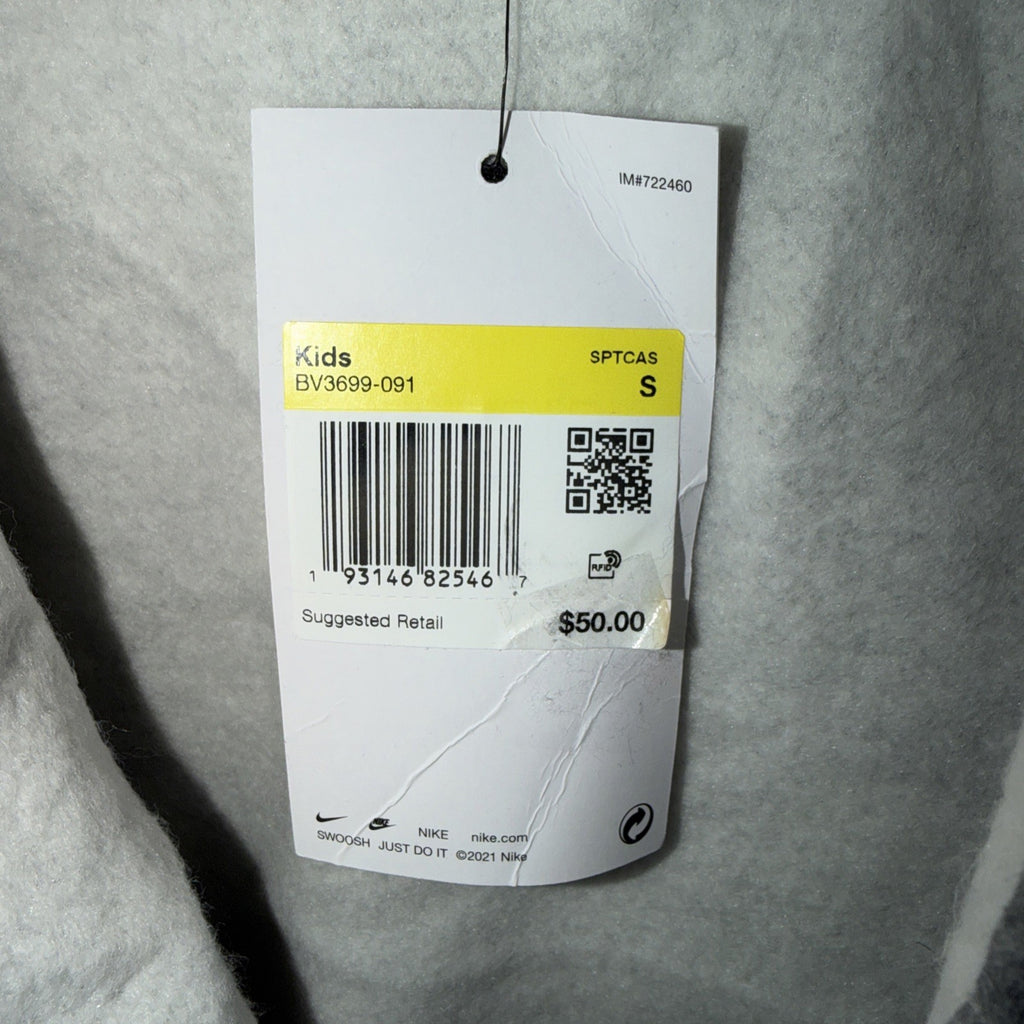 IM#722460
Kids SPTCAS
BV3699-091 S
1 93146 82546 7
RFID
Suggested Retail $50.00
NIKE nike.com
SWOOSH JUST DO IT ©2021 Nike